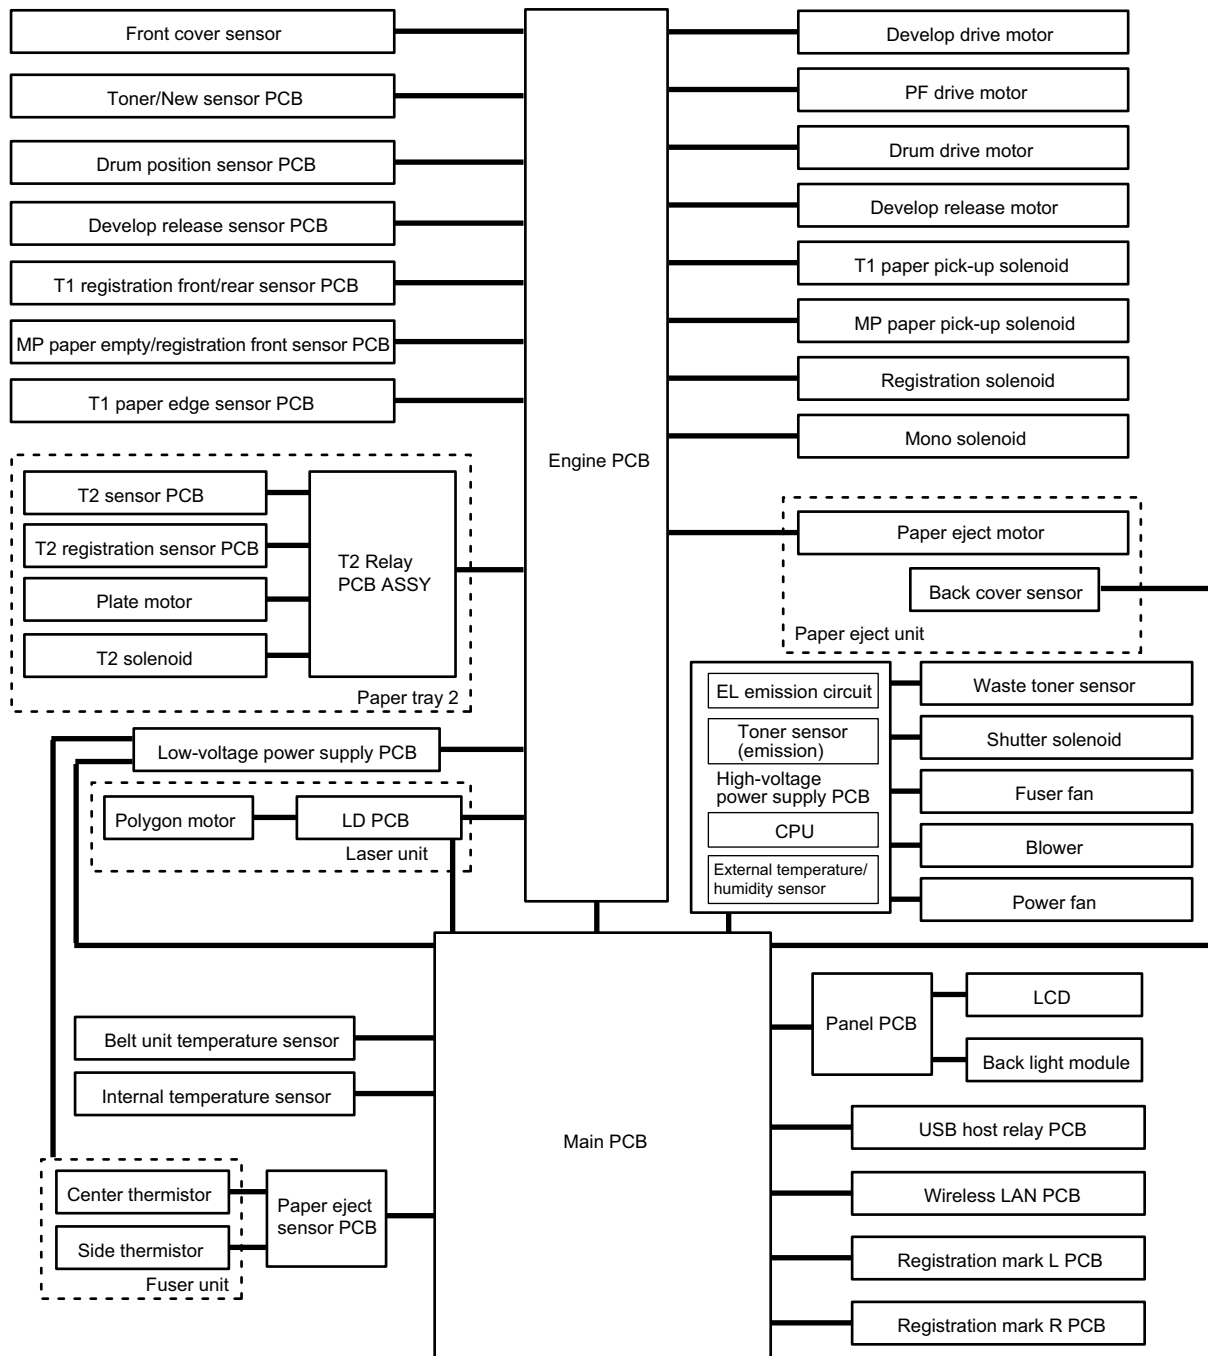 Front cover sensor
Toner/New sensor PCB
Drum position sensor PCB
Develop release sensor PCB
T1 registration front/rear sensor PCB
MP paper empty/registration front sensor PCB
T1 paper edge sensor PCB
T2 sensor PCB
T2 registration sensor PCB
Plate motor
T2 solenoid
T2 Relay
PCB ASSY
Paper tray 2
Low-voltage power supply PCB
Polygon motor
LD PCB
Laser unit
Engine PCB
Develop drive motor
PF drive motor
Drum drive motor
Develop release motor
T1 paper pick-up solenoid
MP paper pick-up solenoid
Registration solenoid
Mono solenoid
Paper eject motor
Back cover sensor
Paper eject unit
EL emission circuit
Toner sensor
(emission)
High-voltage
power supply PCB
CPU
External temperature/
humidity sensor
Waste toner sensor
Shutter solenoid
Fuser fan
Blower
Power fan
Belt unit temperature sensor
Internal temperature sensor
Center thermistor
Side thermistor
Fuser unit
Paper eject
sensor PCB
Main PCB
Panel PCB
LCD
Back light module
USB host relay PCB
Wireless LAN PCB
Registration mark L PCB
Registration mark R PCB